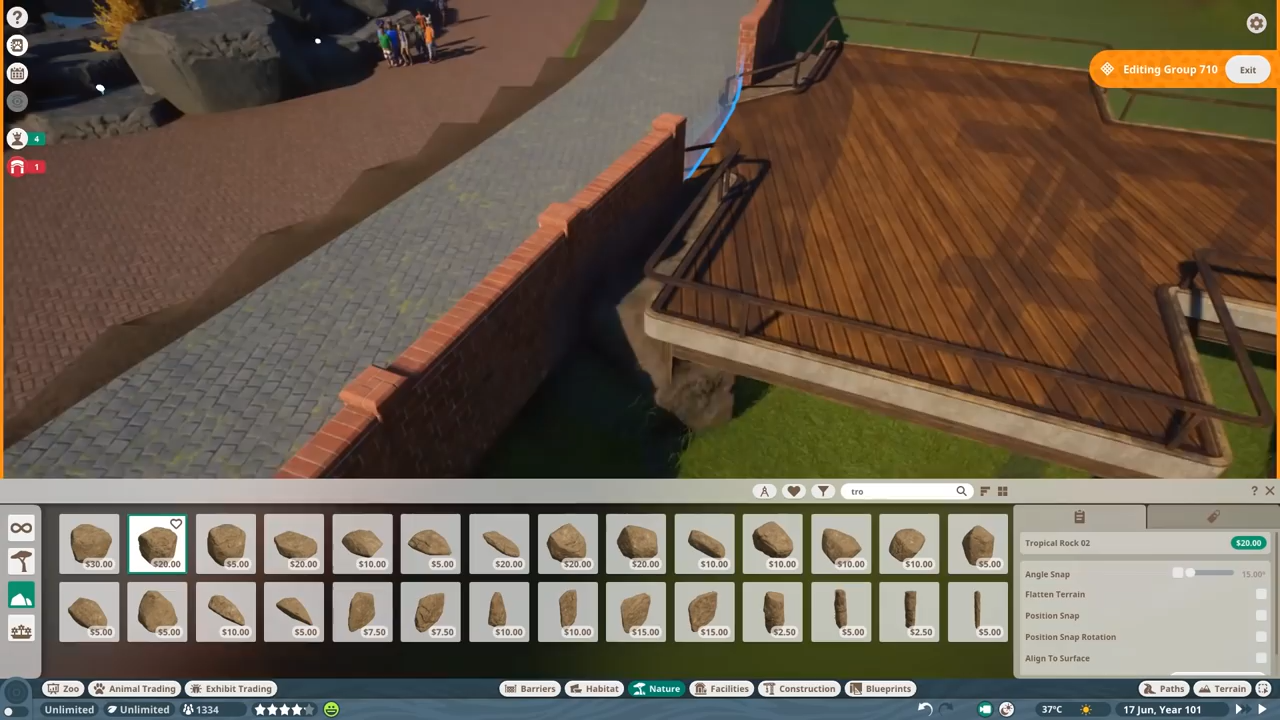 ?
Editing Group 710
Exit
4
1
tro
?
$30.00
$20.00
$5.00
$20.00
$10.00
$5.00
$20.00
$20.00
$20.00
$10.00
$10.00
$10.00
$10.00
$5.00
$5.00
$5.00
$10.00
$5.00
$7.50
$7.50
$10.00
$10.00
$15.00
$15.00
$2.50
$5.00
$2.50
$5.00
Tropical Rock 02
$20.00
Angle Snap
15.00°
Flatten Terrain
Position Snap
Position Snap Rotation
Align To Surface
Zoo
Animal Trading
Exhibit Trading
Barriers
Habitat
Nature
Facilities
Construction
Blueprints
Paths
Terrain
Unlimited
Unlimited
1334
37°C
17 Jun, Year 101